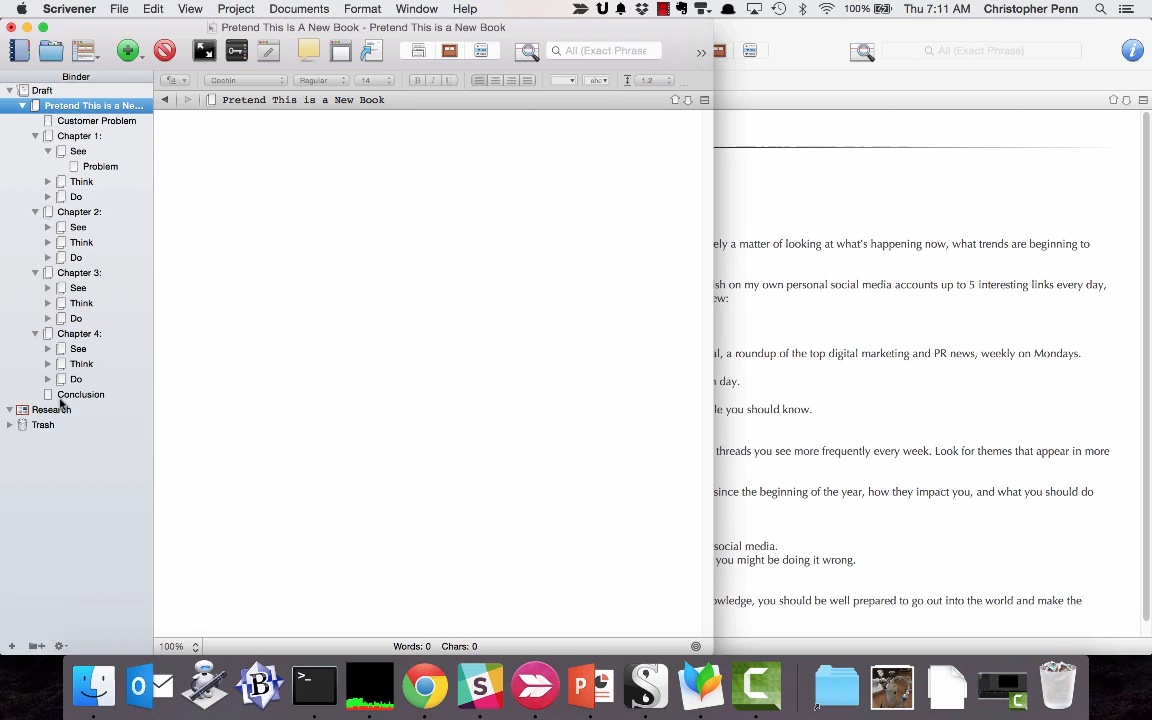 Scrivener File Edit View Project Documents Format Window Help 100% Thu 7:11 AM Christopher Penn
Pretend This Is A New Book - Pretend This is a New Book
All (Exact Phrase
All (Exact Phrase)
Binder
Cochin Regular 14 B I U abc 1.2
Draft
Pretend This is a New Book
Pretend This is a Ne...
Customer Problem
Chapter 1:
See
Problem
Think
Do
Chapter 2:
See
Think
Do
Chapter 3:
See
Think
Do
Chapter 4:
See
Think
Do
Conclusion
Research
Trash
ely a matter of looking at what's happening now, what trends are beginning to
sh on my own personal social media accounts up to 5 interesting links every day,
ew:
al, a roundup of the top digital marketing and PR news, weekly on Mondays.
n day.
le you should know.
threads you see more frequently every week. Look for themes that appear in more
since the beginning of the year, how they impact you, and what you should do
social media.
you might be doing it wrong.
owledge, you should be well prepared to go out into the world and make the
100% Words: 0 Chars: 0